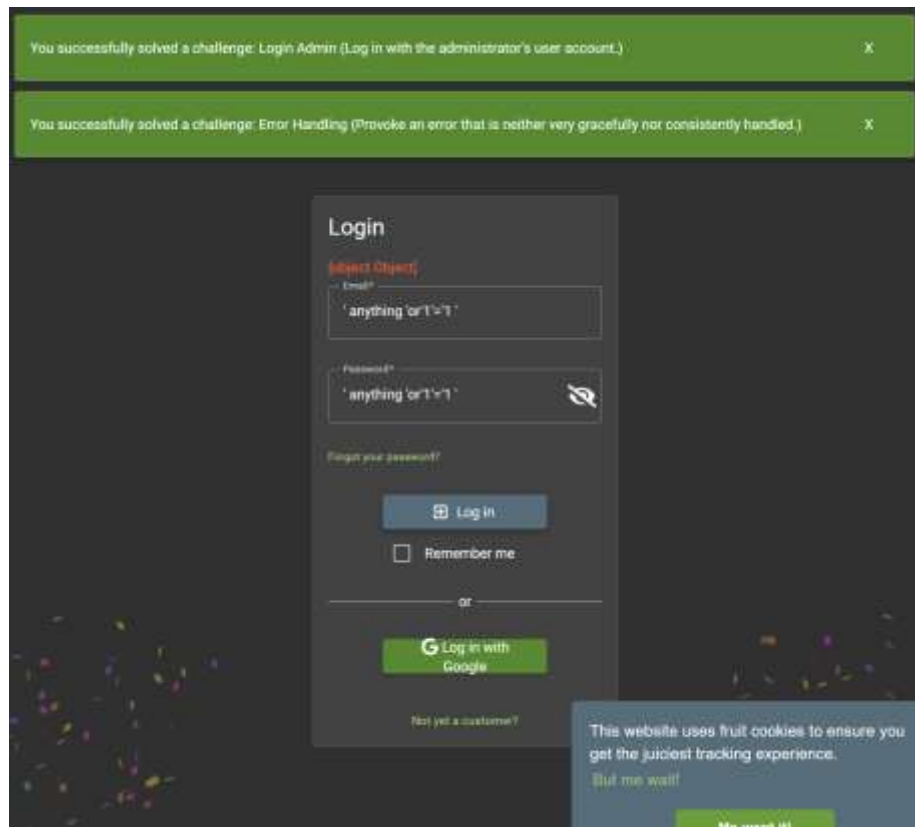 You successfully solved a challenge: Login Admin (Log in with the administrator's user account.) X
You successfully solved a challenge: Error Handling (Provoke an error that is neither very gracefully nor consistently handled.) X
Login
[object Object]
Email*
' anything 'or'1'='1 '
Password*
' anything 'or'1'='1 '
Forgot your password?
Log in
Remember me
or
Log in with
Google
Not yet a customer?
This website uses fruit cookies to ensure you
get the juiciest tracking experience.
But me wait!
Me want it!